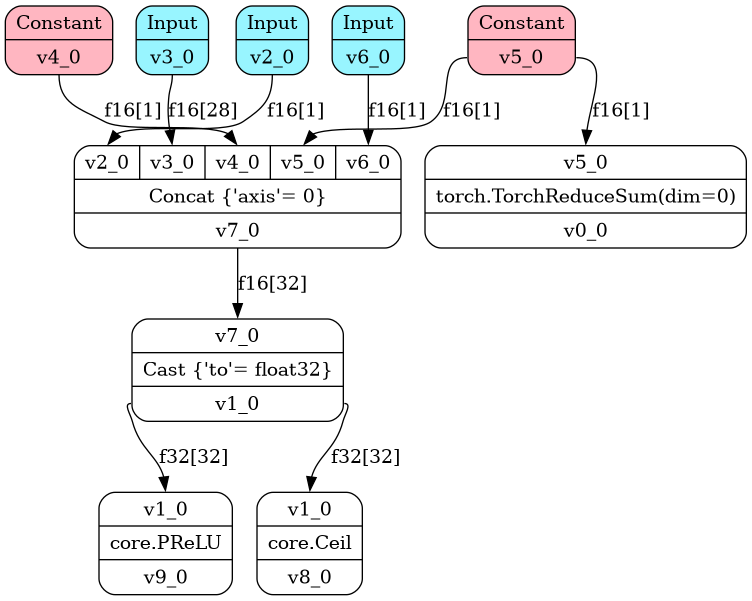 Constant
v4_0
Input
v3_0
Input
v2_0
Input
v6_0
Constant
v5_0
f16[1]
f16[28]
f16[1]
f16[1]
f16[1]
f16[1]
v2_0 v3_0 v4_0 v5_0 v6_0
Concat {'axis'= 0}
v7_0
v5_0
torch.TorchReduceSum(dim=0)
v0_0
f16[32]
v7_0
Cast {'to'= float32}
v1_0
f32[32]
f32[32]
v1_0
core.PReLU
v9_0
v1_0
core.Ceil
v8_0